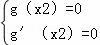 g (x2) =0
g′ (x2) =0